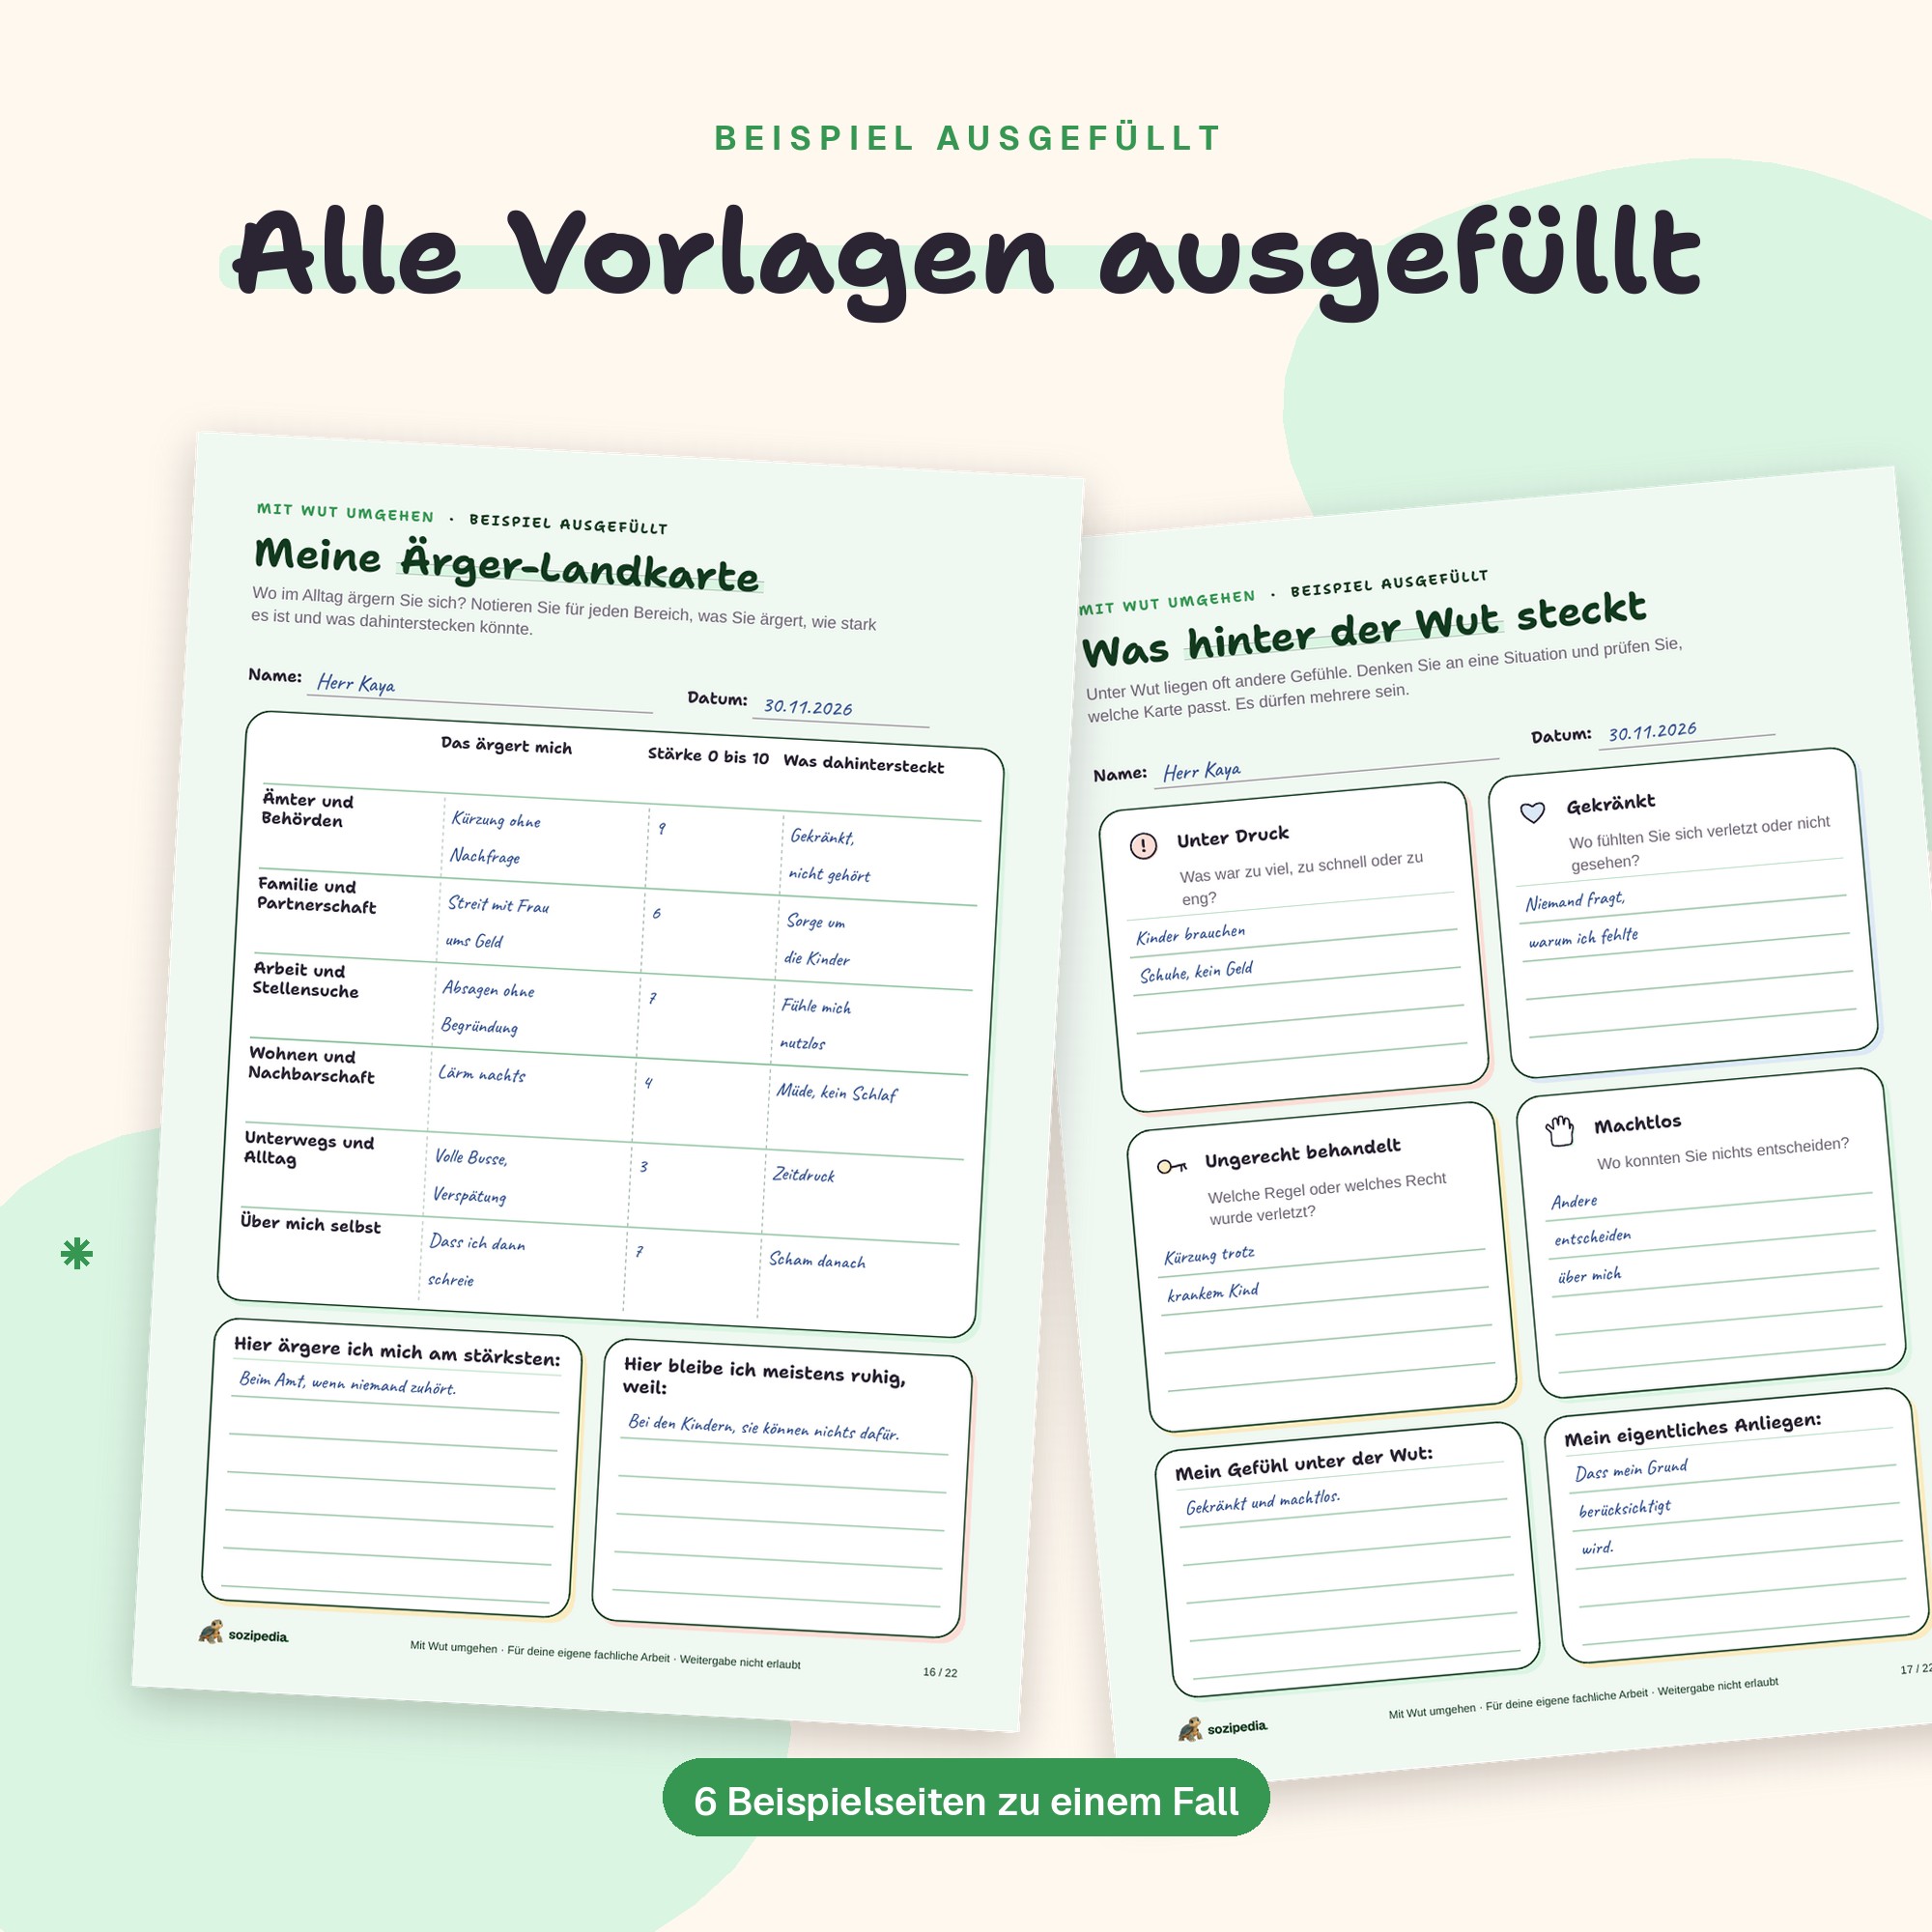 BEISPIEL AUSGEFÜLLT
Alle Vorlagen ausgefüllt
MIT WUT UMGEHEN · BEISPIEL AUSGEFÜLLT
Meine Ärger-Landkarte
Wo im Alltag ärgern Sie sich? Notieren Sie für jeden Bereich, was Sie ärgert, wie stark
es ist und was dahinterstecken könnte.
Name: Herr Kaya Datum: 30.11.2026
Das ärgert mich Stärke 0 bis 10 Was dahintersteckt
Ämter und
Behörden
Kürzung ohne
Nachfrage
9
Gekränkt,
nicht gehört
Familie und
Partnerschaft
Streit mit Frau
ums Geld
6
Sorge um
die Kinder
Arbeit und
Stellensuche
Absagen ohne
Begründung
7
Fühle mich
nutzlos
Wohnen und
Nachbarschaft
Lärm nachts
4
Müde, kein Schlaf
Unterwegs und
Alltag
Volle Busse,
Verspätung
3
Zeitdruck
Über mich selbst
Dass ich dann
schreie
7
Scham danach
Hier ärgere ich mich am stärksten:
Beim Amt, wenn niemand zuhört.
Hier bleibe ich meistens ruhig,
weil:
Bei den Kindern, sie können nichts dafür.
sozipedia.
Mit Wut umgehen · Für deine eigene fachliche Arbeit · Weitergabe nicht erlaubt
16 / 22
MIT WUT UMGEHEN · BEISPIEL AUSGEFÜLLT
Was hinter der Wut steckt
Unter Wut liegen oft andere Gefühle. Denken Sie an eine Situation und prüfen Sie,
welche Karte passt. Es dürfen mehrere sein.
Name: Herr Kaya Datum: 30.11.2026
Unter Druck
Was war zu viel, zu schnell oder zu
eng?
Kinder brauchen
Schuhe, kein Geld
Gekränkt
Wo fühlten Sie sich verletzt oder nicht
gesehen?
Niemand fragt,
warum ich fehlte
Ungerecht behandelt
Welche Regel oder welches Recht
wurde verletzt?
Kürzung trotz
krankem Kind
Machtlos
Wo konnten Sie nichts entscheiden?
Andere
entscheiden
über mich
Mein Gefühl unter der Wut:
Gekränkt und machtlos.
Mein eigentliches Anliegen:
Dass mein Grund
berücksichtigt
wird.
sozipedia.
Mit Wut umgehen · Für deine eigene fachliche Arbeit · Weitergabe nicht erlaubt
17 / 22
6 Beispielseiten zu einem Fall